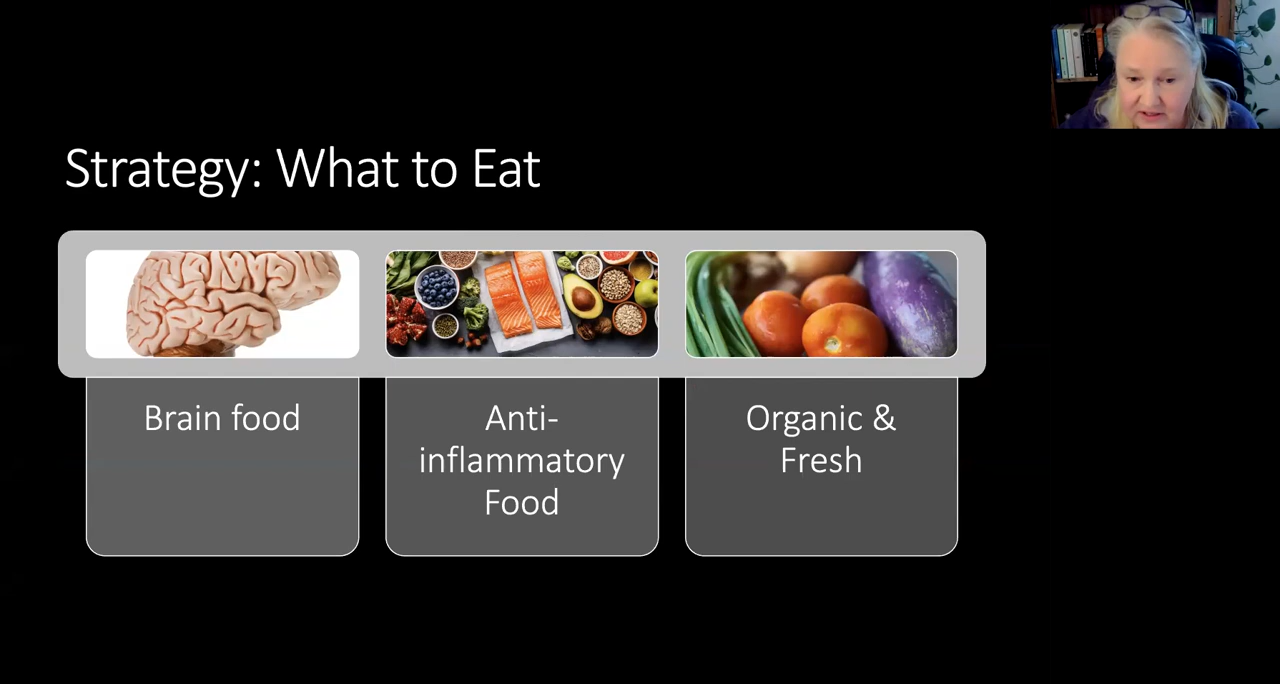 Strategy: What to Eat
Brain food
Anti-
inflammatory
Food
Organic &
Fresh